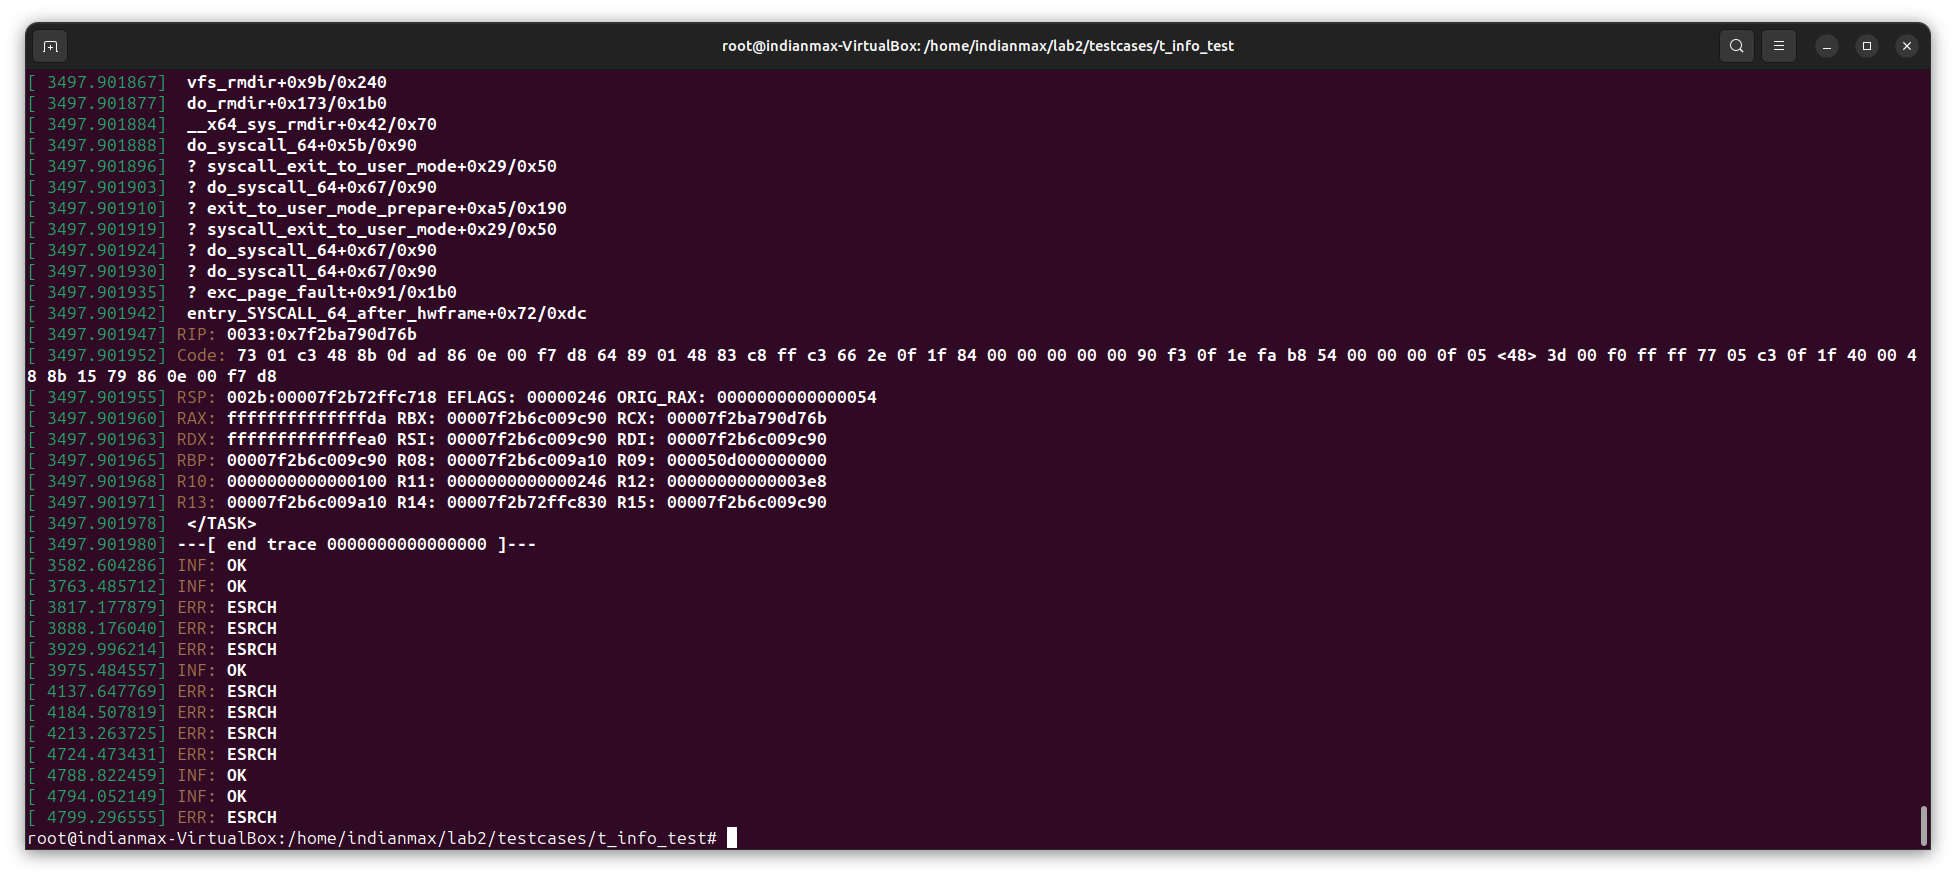 root@indianmax-VirtualBox: /home/indianmax/lab2/testcases/t_info_test
[ 3497.901867]  vfs_rmdir+0x9b/0x240
[ 3497.901877]  do_rmdir+0x173/0x1b0
[ 3497.901884]  __x64_sys_rmdir+0x42/0x70
[ 3497.901888]  do_syscall_64+0x5b/0x90
[ 3497.901896]  ? syscall_exit_to_user_mode+0x29/0x50
[ 3497.901903]  ? do_syscall_64+0x67/0x90
[ 3497.901910]  ? exit_to_user_mode_prepare+0xa5/0x190
[ 3497.901919]  ? syscall_exit_to_user_mode+0x29/0x50
[ 3497.901924]  ? do_syscall_64+0x67/0x90
[ 3497.901930]  ? do_syscall_64+0x67/0x90
[ 3497.901935]  ? exc_page_fault+0x91/0x1b0
[ 3497.901942]  entry_SYSCALL_64_after_hwframe+0x72/0xdc
[ 3497.901947] RIP: 0033:0x7f2ba790d76b
[ 3497.901952] Code: 73 01 c3 48 8b 0d ad 86 0e 00 f7 d8 64 89 01 48 83 c8 ff c3 66 2e 0f 1f 84 00 00 00 00 00 90 f3 0f 1e fa b8 54 00 00 00 0f 05 <48> 3d 00 f0 ff ff 77 05 c3 0f 1f 40 00 4
8 8b 15 79 86 0e 00 f7 d8
[ 3497.901955] RSP: 002b:00007f2b72ffc718 EFLAGS: 00000246 ORIG_RAX: 0000000000000054
[ 3497.901960] RAX: ffffffffffffffda RBX: 00007f2b6c009c90 RCX: 00007f2ba790d76b
[ 3497.901963] RDX: fffffffffffffea0 RSI: 00007f2b6c009c90 RDI: 00007f2b6c009c90
[ 3497.901965] RBP: 00007f2b6c009c90 R08: 00007f2b6c009a10 R09: 000050d000000000
[ 3497.901968] R10: 0000000000000100 R11: 0000000000000246 R12: 00000000000003e8
[ 3497.901971] R13: 00007f2b6c009a10 R14: 00007f2b72ffc830 R15: 00007f2b6c009c90
[ 3497.901978]  </TASK>
[ 3497.901980] ---[ end trace 0000000000000000 ]---
[ 3582.604286] INF: OK
[ 3763.485712] INF: OK
[ 3817.177879] ERR: ESRCH
[ 3888.176040] ERR: ESRCH
[ 3929.996214] ERR: ESRCH
[ 3975.484557] INF: OK
[ 4137.647769] ERR: ESRCH
[ 4184.507819] ERR: ESRCH
[ 4213.263725] ERR: ESRCH
[ 4724.473431] ERR: ESRCH
[ 4788.822459] INF: OK
[ 4794.052149] INF: OK
[ 4799.296555] ERR: ESRCH
root@indianmax-VirtualBox:/home/indianmax/lab2/testcases/t_info_test#